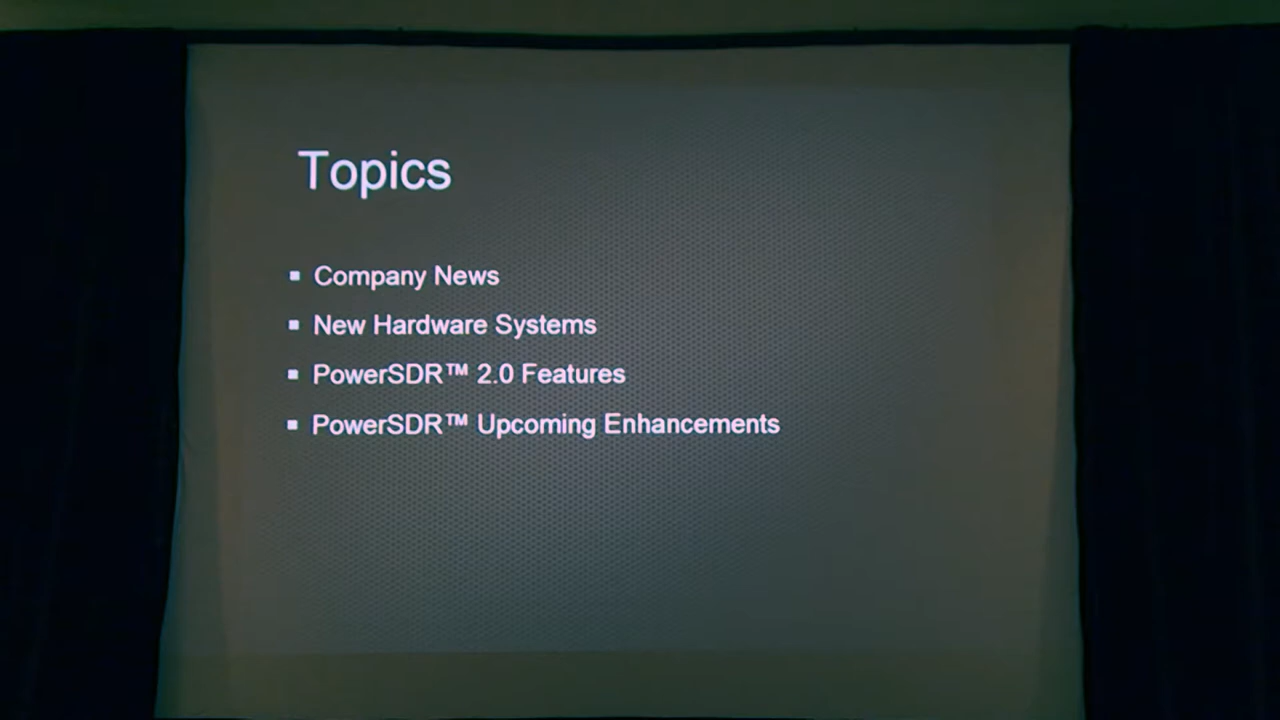 Topics
▪ Company News
▪ New Hardware Systems
▪ PowerSDR™ 2.0 Features
▪ PowerSDR™ Upcoming Enhancements